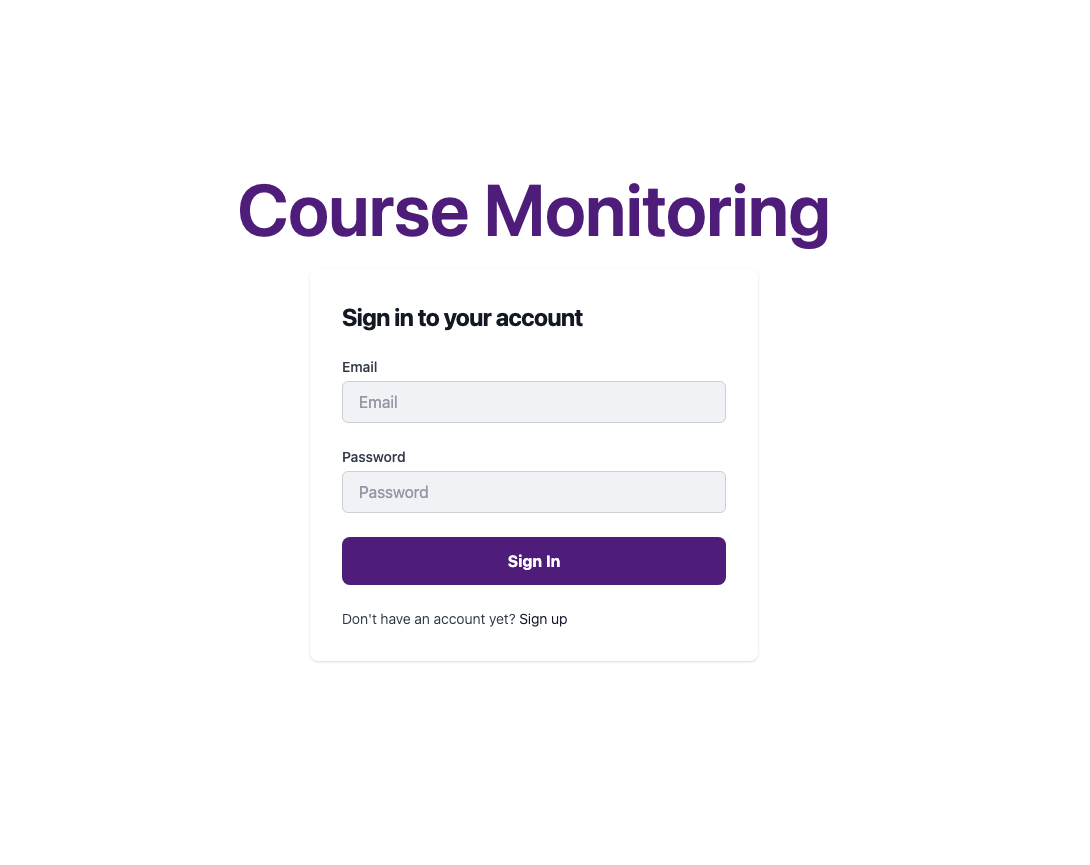 Course Monitoring
Sign in to your account
Email
Email
Password
Password
Sign In
Don't have an account yet? Sign up